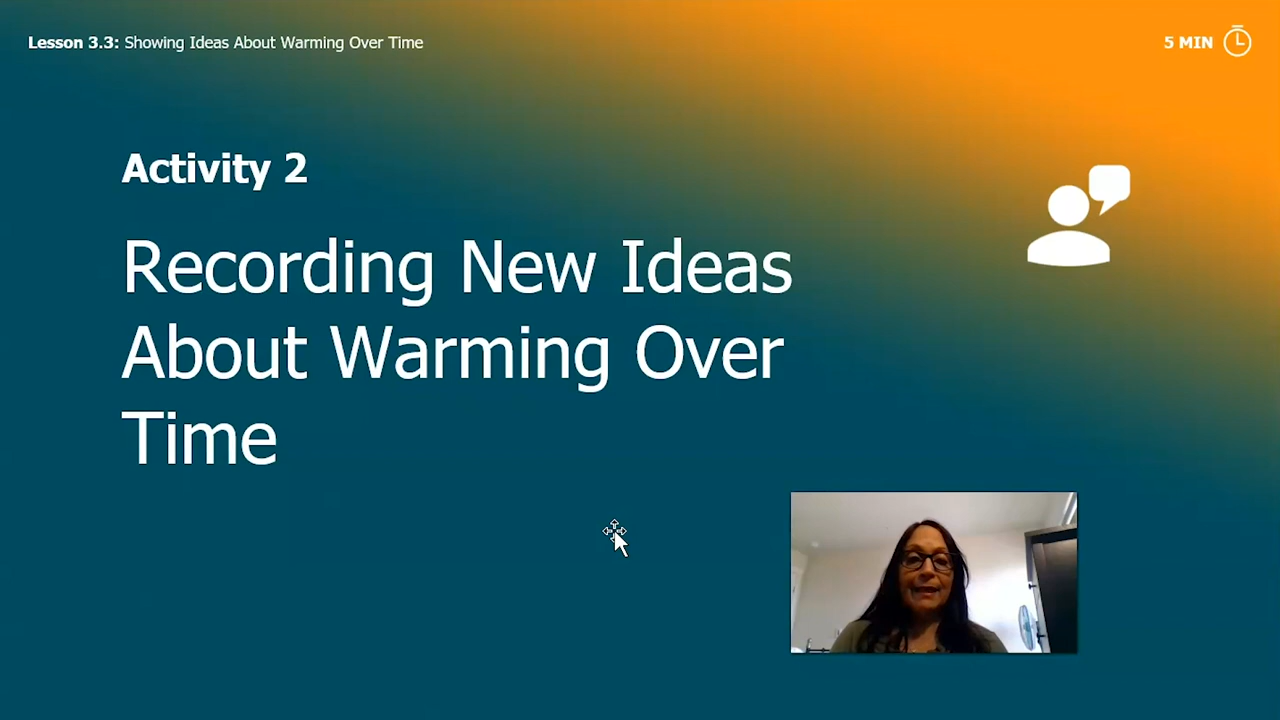 Lesson 3.3: Showing Ideas About Warming Over Time
5 MIN
Activity 2
Recording New Ideas
About Warming Over
Time